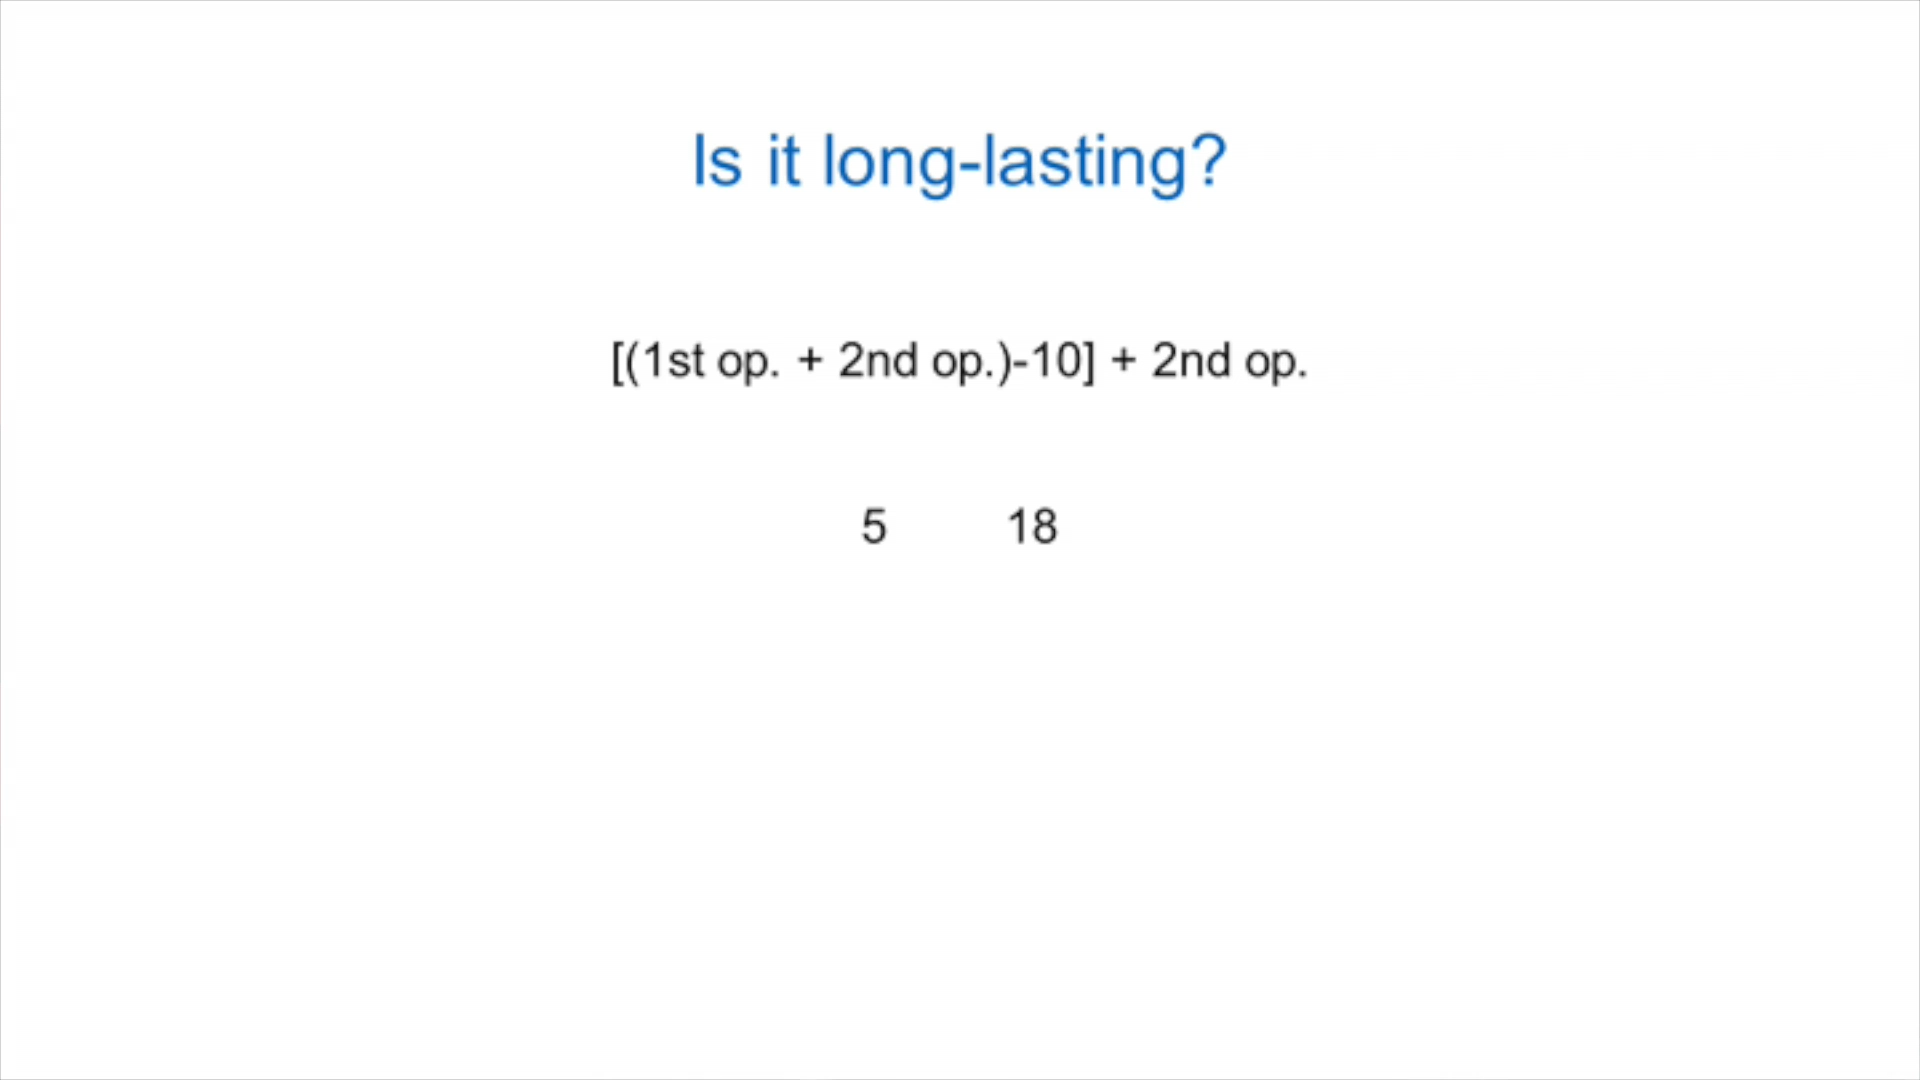 Is it long-lasting?
[(1st op. + 2nd op.)-10] + 2nd op.
5 18